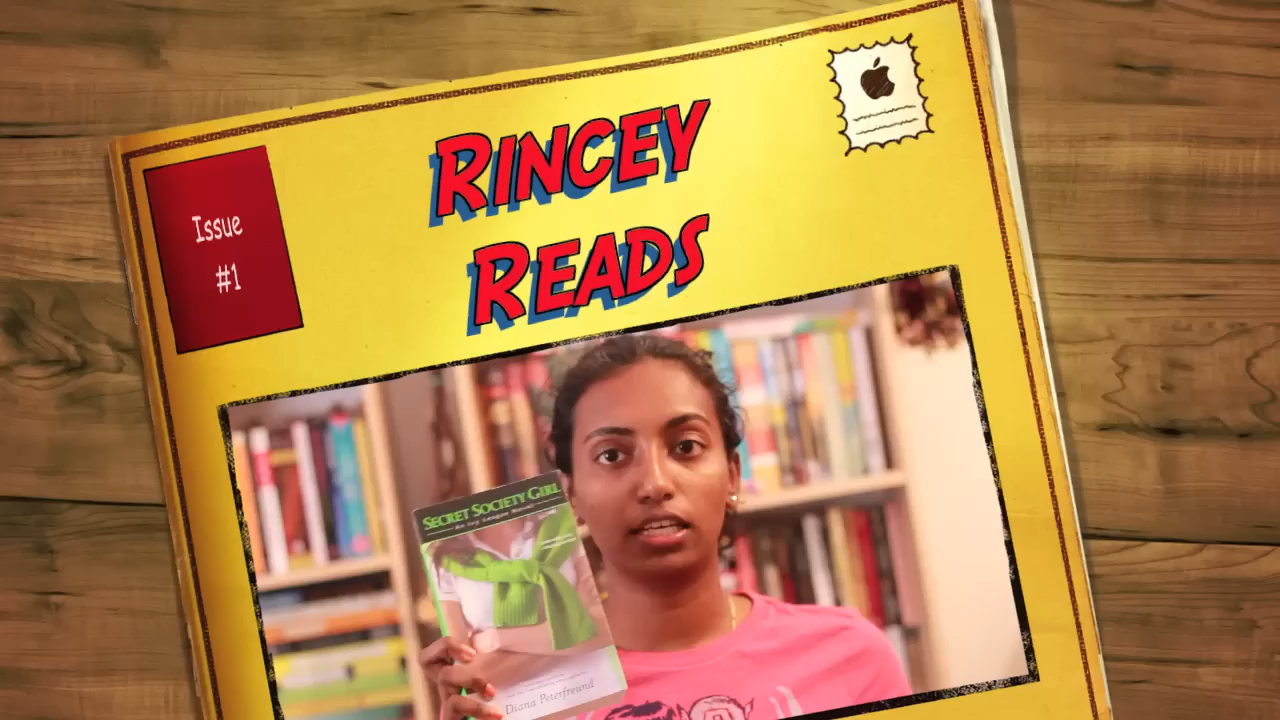 Issue
#1
RINCEY
READS
SECRET SOCIETY GIRL
An Ivy League Novel
Diana Peterfreund